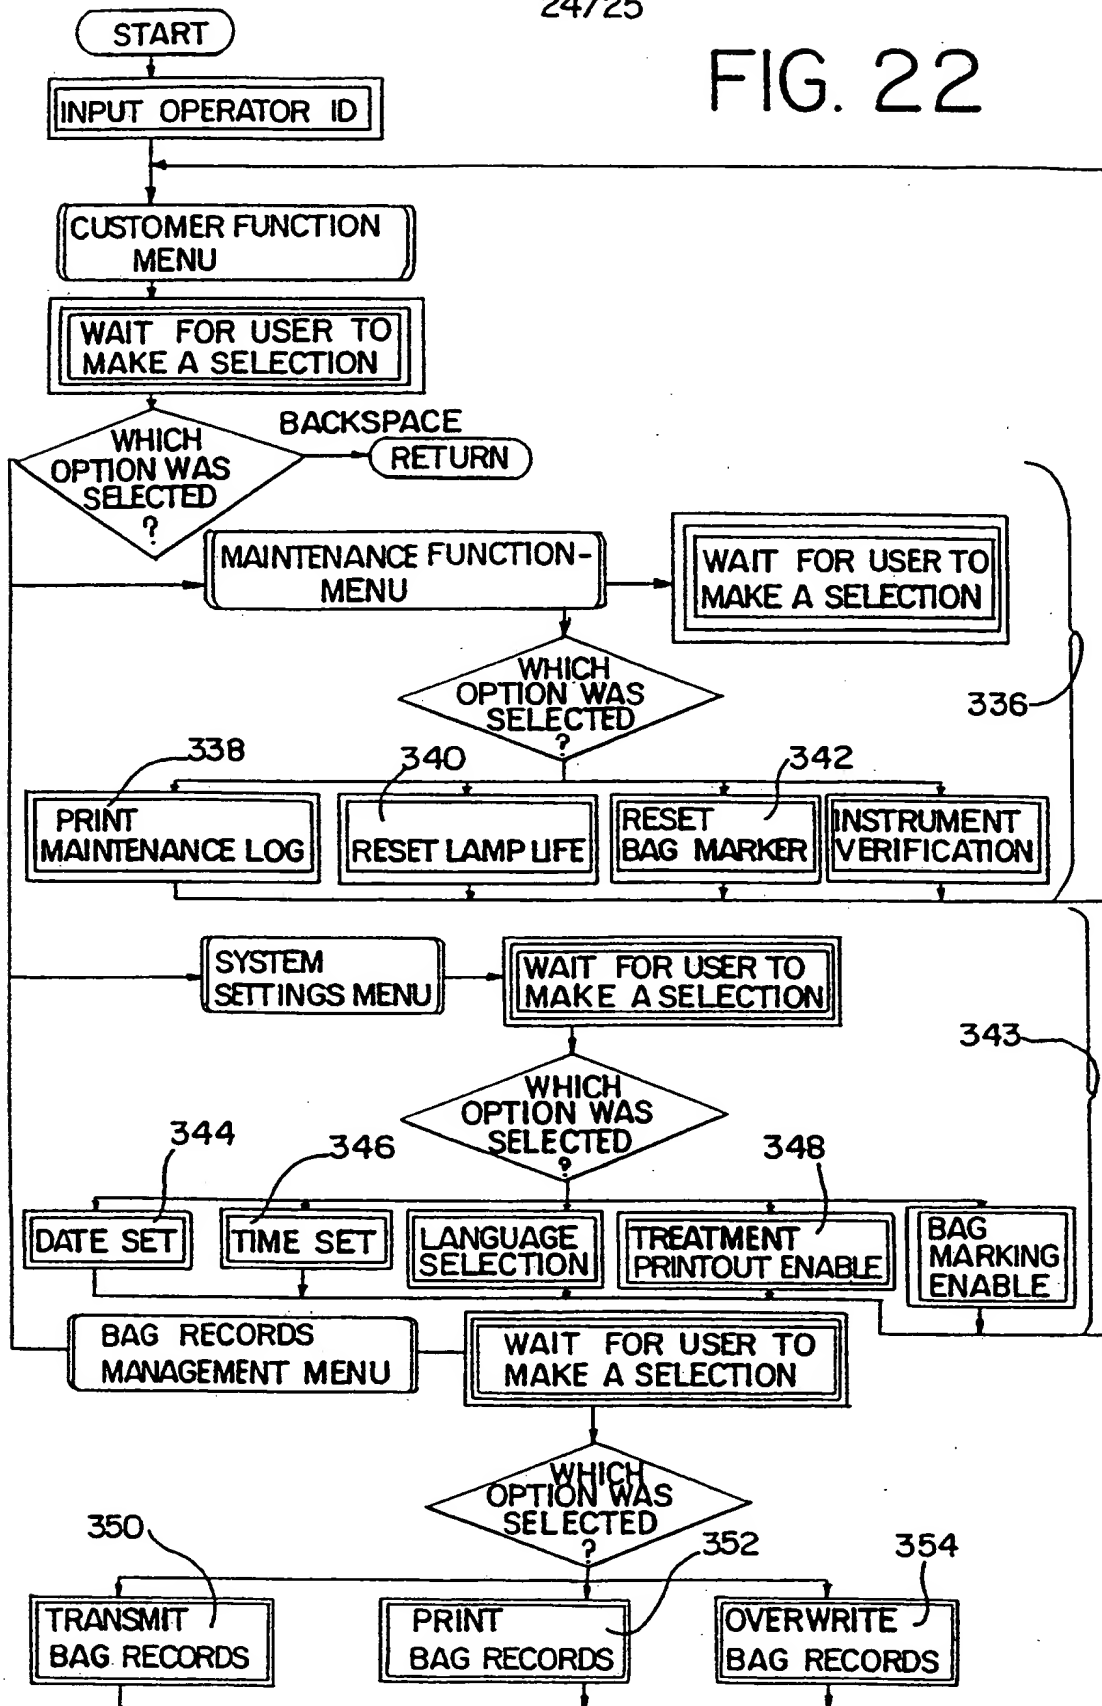 24/25
FIG. 22
START
INPUT OPERATOR ID
CUSTOMER FUNCTION
MENU
WAIT FOR USER TO
MAKE A SELECTION
BACKSPACE
WHICH
OPTION WAS
SELECTED
?
RETURN
MAINTENANCE FUNCTION-
MENU
WAIT FOR USER TO
MAKE A SELECTION
WHICH
OPTION WAS
SELECTED
?
336
338
340
342
PRINT
MAINTENANCE LOG
RESET LAMP LIFE
RESET
BAG MARKER
INSTRUMENT
VERIFICATION
SYSTEM
SETTINGS MENU
WAIT FOR USER TO
MAKE A SELECTION
343
WHICH
OPTION WAS
SELECTED
?
344
346
348
DATE SET
TIME SET
LANGUAGE
SELECTION
TREATMENT
PRINTOUT ENABLE
BAG
MARKING
ENABLE
BAG RECORDS
MANAGEMENT MENU
WAIT FOR USER TO
MAKE A SELECTION
WHICH
OPTION WAS
SELECTED
?
350
352
354
TRANSMIT
BAG RECORDS
PRINT
BAG RECORDS
OVERWRITE
BAG RECORDS